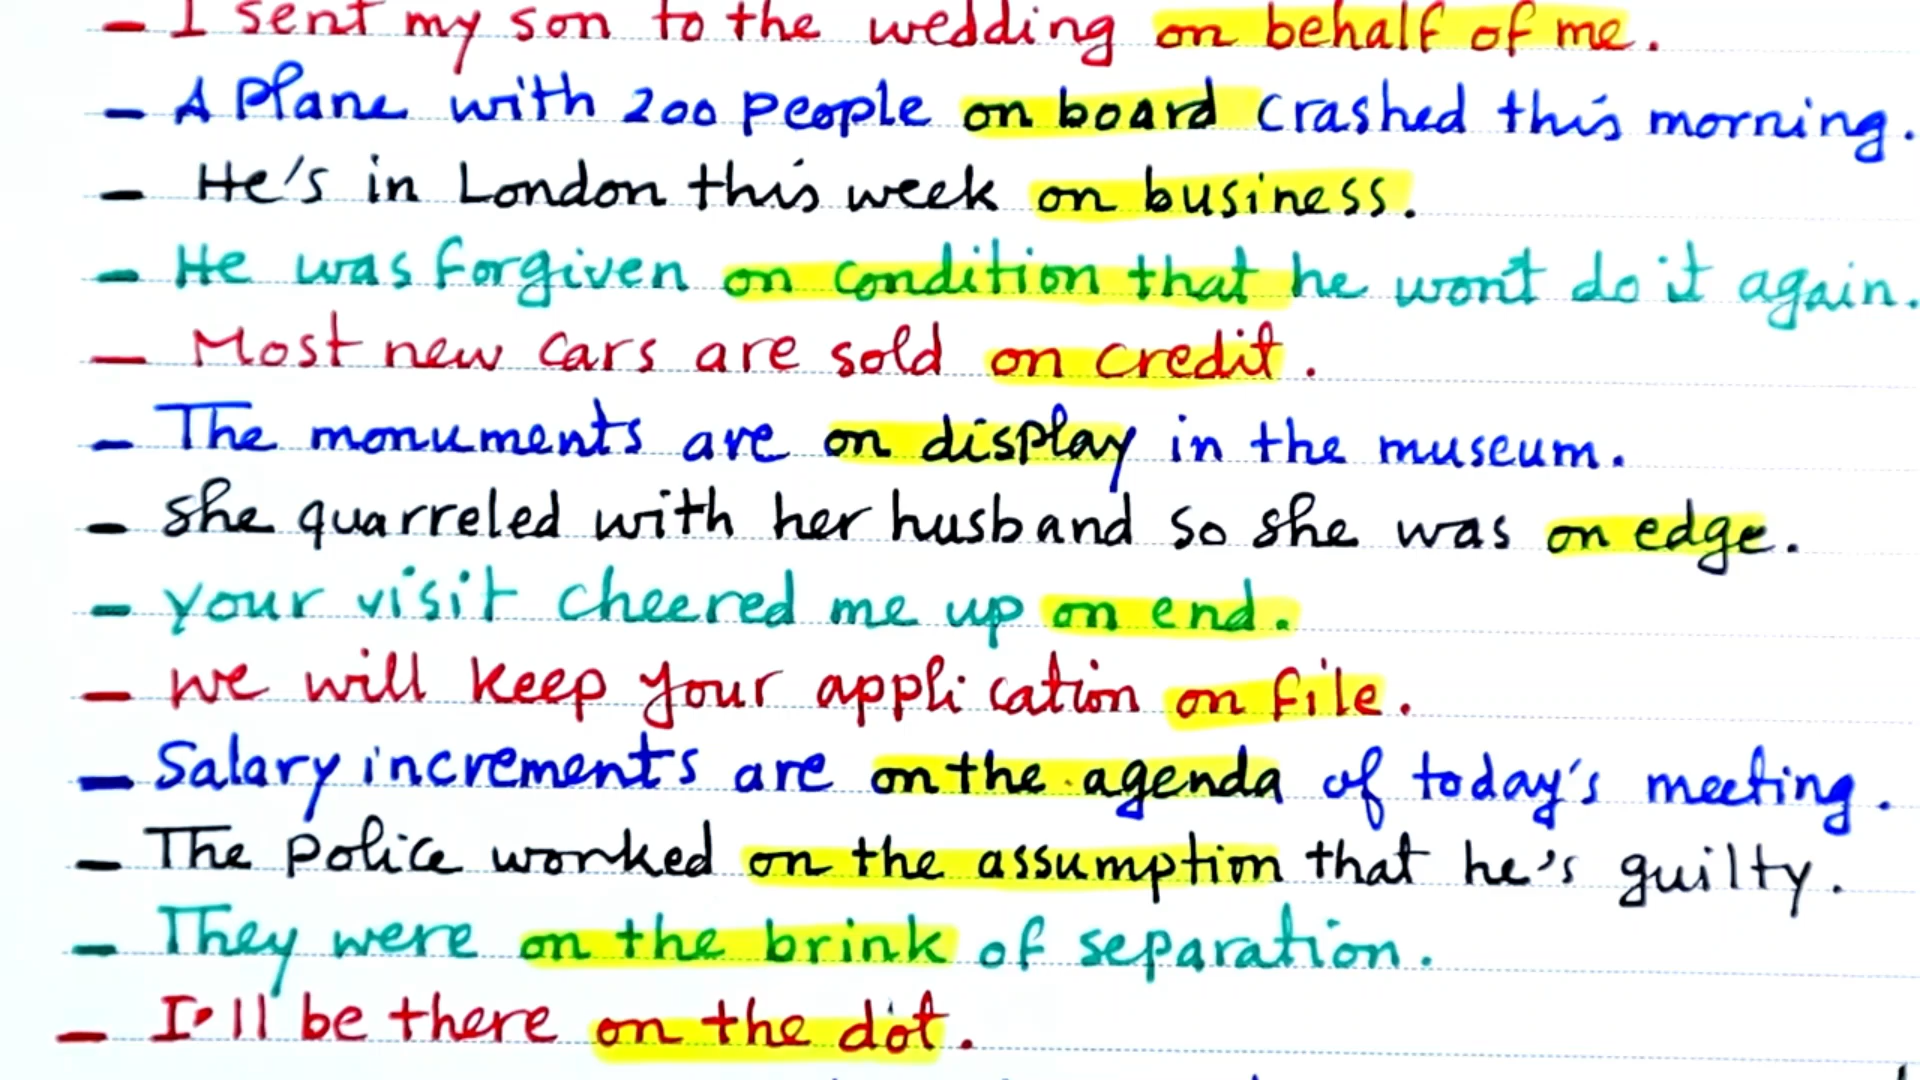 - I sent my son to the wedding on behalf of me.
- A Plane with 200 people on board crashed this morning.
- He's in London this week on business.
- He was forgiven on condition that he won't do it again.
- Most new cars are sold on credit.
- The monuments are on display in the museum.
- She quarreled with her husband so she was on edge.
- your visit cheered me up on end.
- we will keep your application on file.
- Salary increments are on the agenda of today's meeting.
- The Police worked on the assumption that he's guilty.
- They were on the brink of separation.
- I'll be there on the dot.